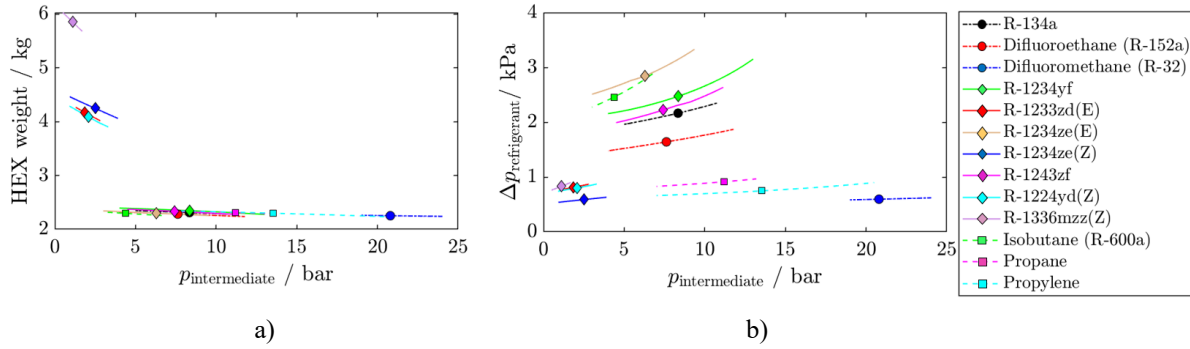 a)
HEX weight / kg
6
5
4
3
2
0 5 10 15 20 25
p_intermediate / bar
b)
Δp_refrigerant / kPa
4
3
2
1
0
5 10 15 20 25
p_intermediate / bar
R-134a
Difluoroethane (R-152a)
Difluoromethane (R-32)
R-1234yf
R-1233zd(E)
R-1234ze(E)
R-1234ze(Z)
R-1243zf
R-1224yd(Z)
R-1336mzz(Z)
Isobutane (R-600a)
Propane
Propylene
a)
b)